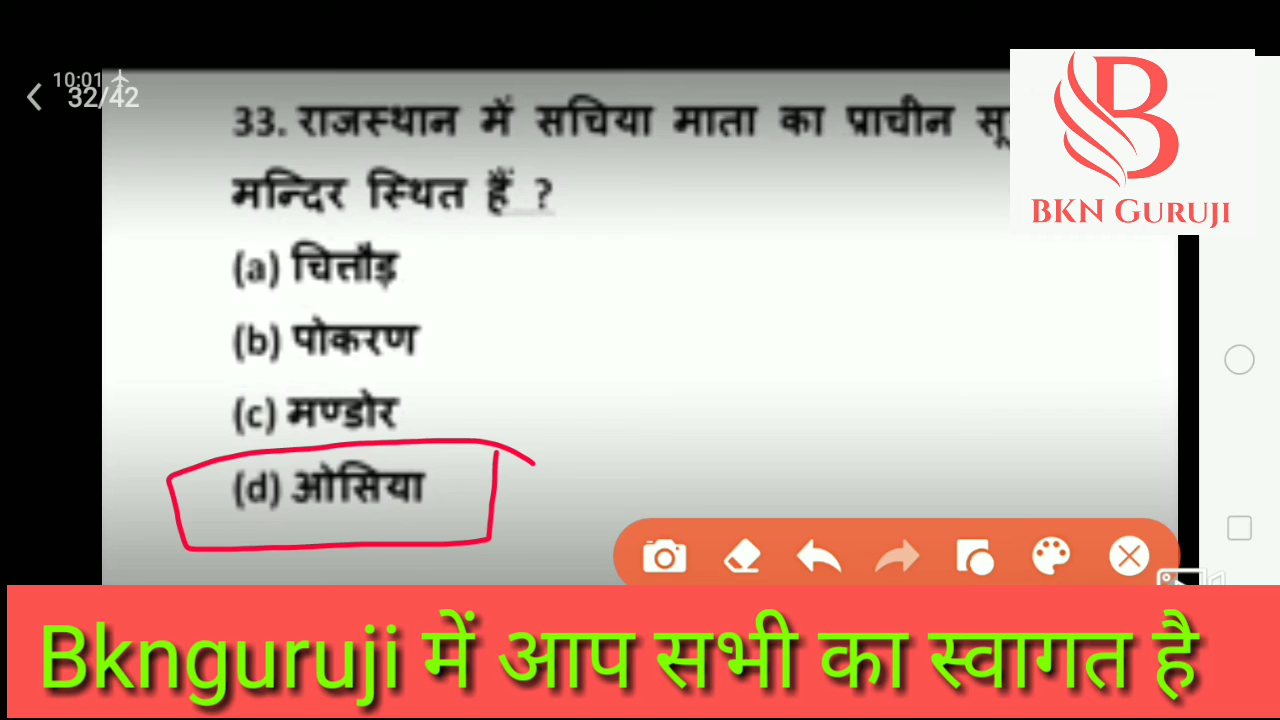 10:01
32/42
33. राजस्थान में सचिया माता का प्राचीन
मन्दिर स्थित हैं ?
(a) चित्तौड़
(b) पोकरण
(c) मण्डोर
(d) ओसिया
B
BKN GURUJI
Bknguruji में आप सभी का स्वागत है